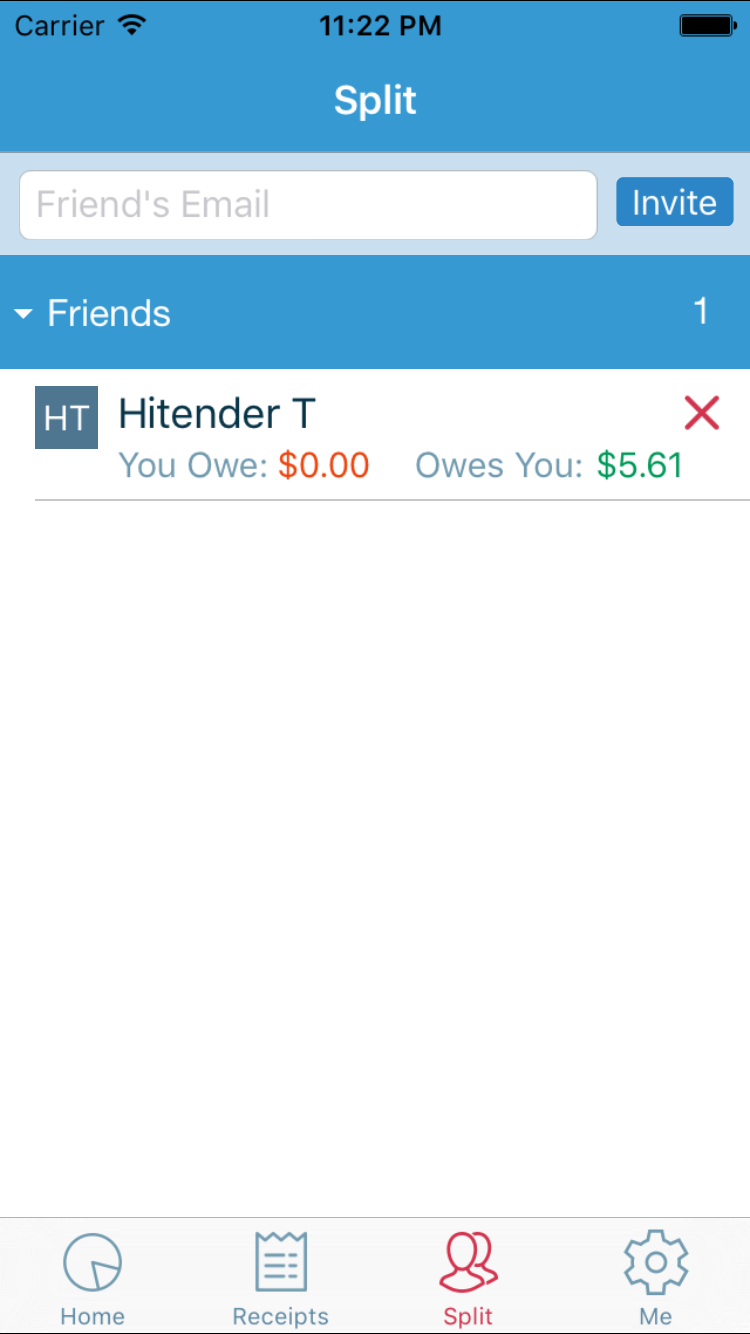 Carrier 11:22 PM
Split
Friend's Email Invite
Friends 1
HT Hitender T
You Owe: $0.00 Owes You: $5.61
Home Receipts Split Me